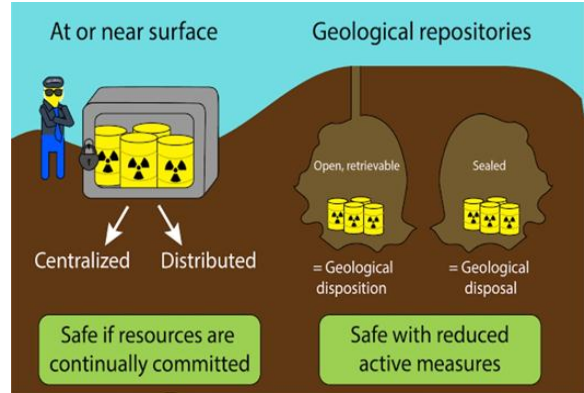 At or near surface
Geological repositories
Open, retrievable
Sealed
Centralized
Distributed
= Geological
disposition
= Geological
disposal
Safe if resources are
continually committed
Safe with reduced
active measures